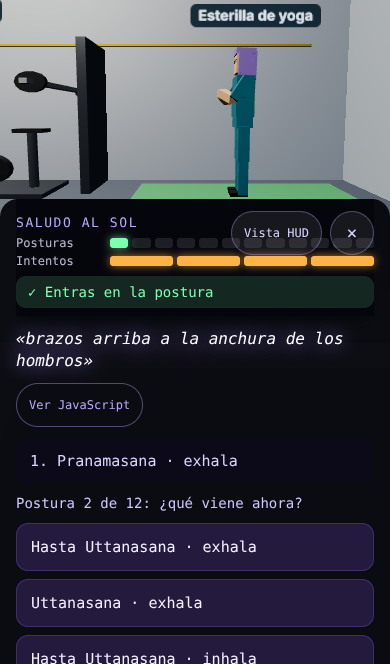 Esterilla de yoga
SALUDO AL SOL
Vista HUD
×
Posturas
Intentos
✓ Entras en la postura
«brazos arriba a la anchura de los
hombros»
Ver JavaScript
1. Pranamasana · exhala
Postura 2 de 12: ¿qué viene ahora?
Hasta Uttanasana · exhala
Uttanasana · exhala
Hasta Uttanasana · inhala